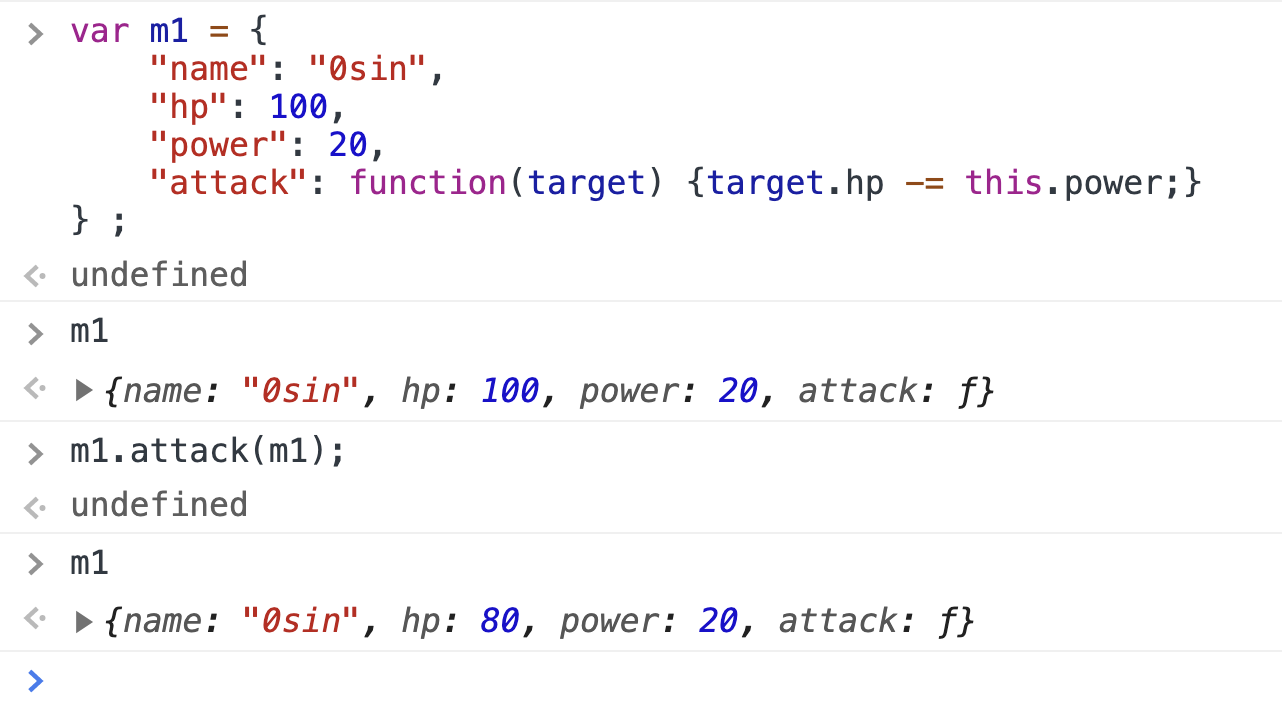 > var m1 = {
"name": "0sin",
"hp": 100,
"power": 20,
"attack": function(target) {target.hp -= this.power;}
} ;
undefined
> m1
▶ {name: "0sin", hp: 100, power: 20, attack: ƒ}
> m1.attack(m1);
undefined
> m1
▶ {name: "0sin", hp: 80, power: 20, attack: ƒ}
>